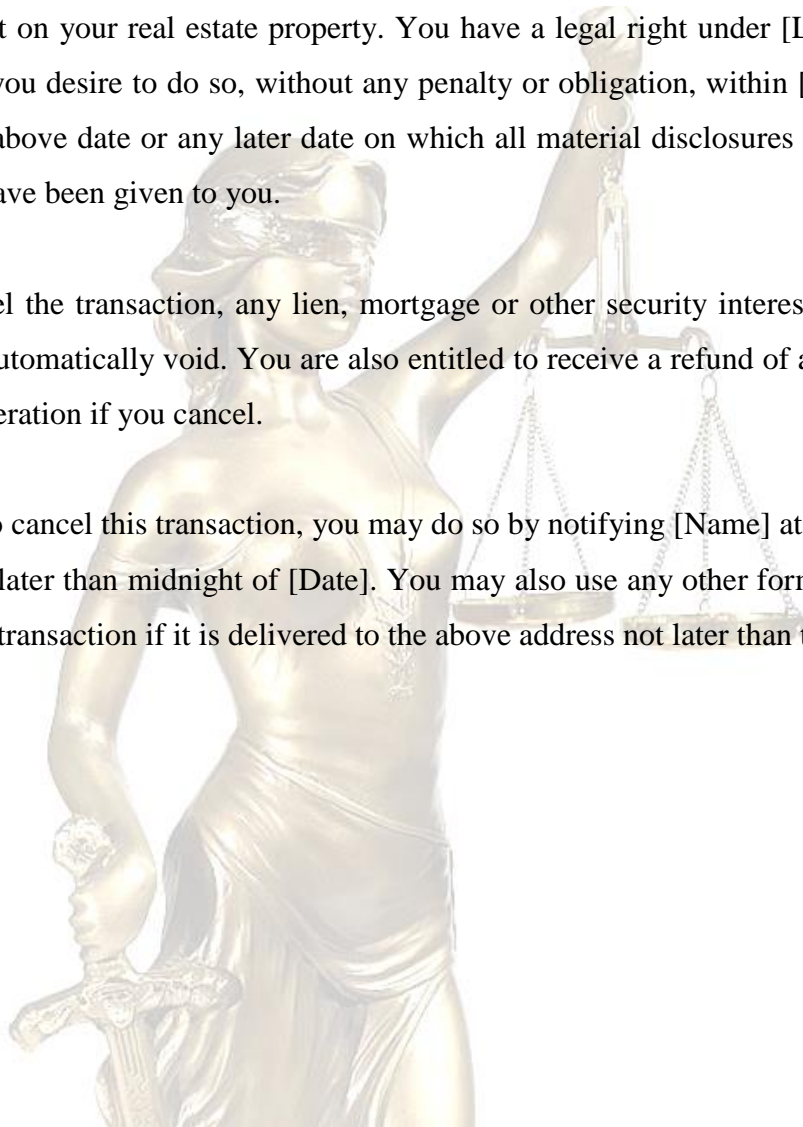 t on your real estate property. You have a legal right under [L
you desire to do so, without any penalty or obligation, within [
above date or any later date on which all material disclosures
ave been given to you.
el the transaction, any lien, mortgage or other security interes
utomatically void. You are also entitled to receive a refund of a
eration if you cancel.
o cancel this transaction, you may do so by notifying [Name] at
later than midnight of [Date]. You may also use any other for
transaction if it is delivered to the above address not later than t